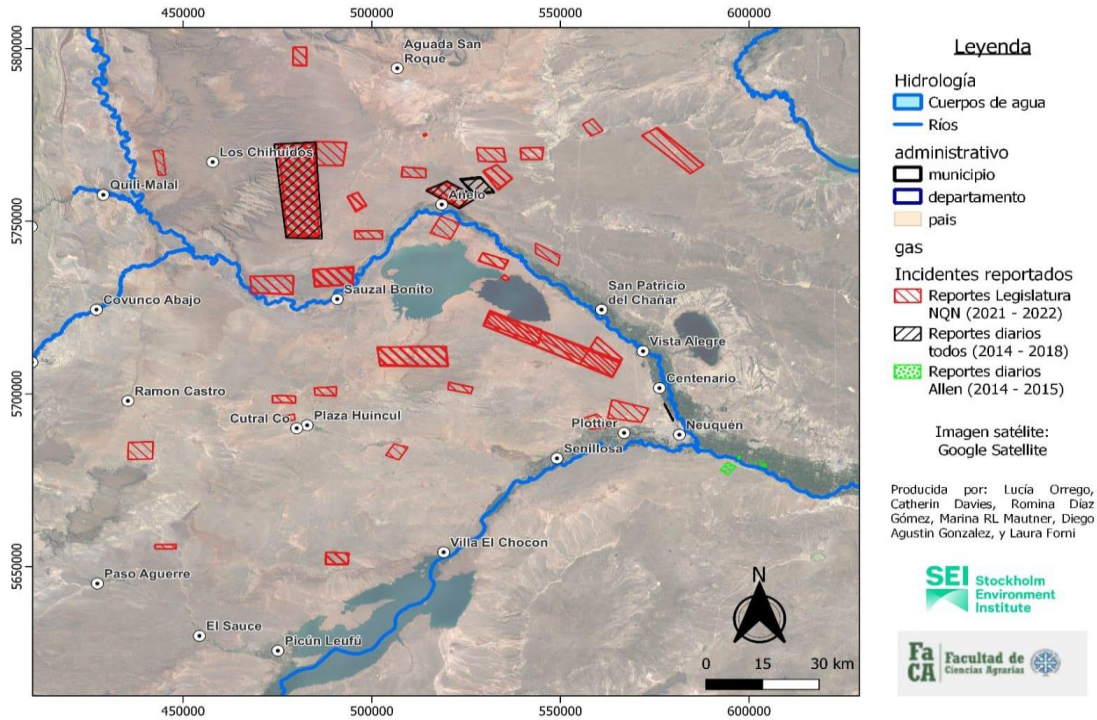 450000
500000
550000
600000
5800000
5750000
5700000
5650000
Aguada San
Roque
Los Chihuidos
Quili-Malal
Añelo
Covunco Abajo
Sauzal Bonito
San Patricio
del Chañar
Vista Alegre
Centenario
Ramon Castro
Cutral Co
Plaza Huincul
Plottier
Neuquén
Senillosa
Villa El Chocon
Paso Aguerre
El Sauce
Picún Leufú
N
0 15 30 km
450000
500000
550000
600000
Leyenda
Hidrología
Cuerpos de agua
Ríos
administrativo
municipio
departamento
pais
gas
Incidentes reportados
Reportes Legislatura
NQN (2021 - 2022)
Reportes diarios
todos (2014 - 2018)
Reportes diarios
Allen (2014 - 2015)
Imagen satélite:
Google Satellite
Producida por: Lucía Orrego,
Catherin Davies, Romina Díaz
Gómez, Marina RL Mautner, Diego
Agustin Gonzalez, y Laura Forni
SEI Stockholm
Environment
Institute
Fa
CA
Facultad de
Ciencias Agrarias